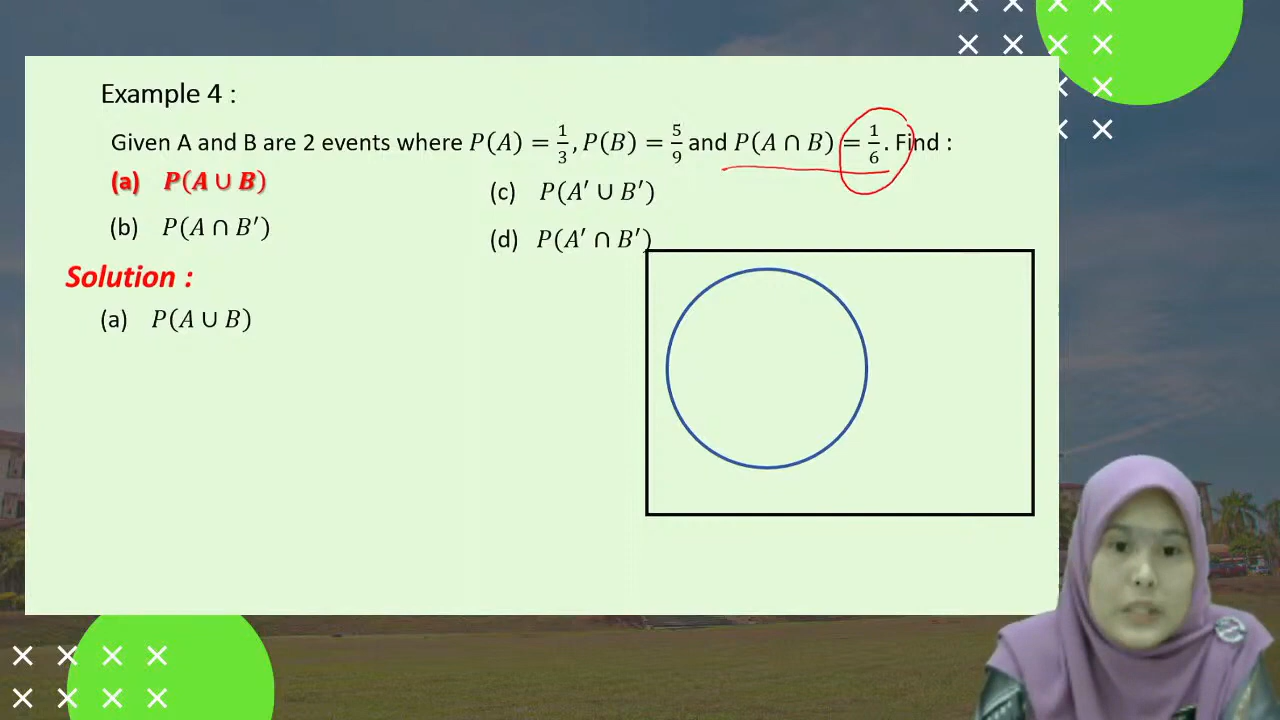 Example 4 :
Given A and B are 2 events where P(A) = 1/3, P(B) = 5/9 and P(A ∩ B) = 1/6. Find :
(a) P(A ∪ B)
(b) P(A ∩ B′)
(c) P(A′ ∪ B′)
(d) P(A′ ∩ B′)
Solution :
(a) P(A ∪ B)